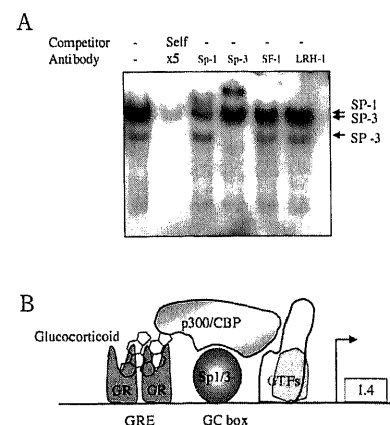 A
Competitor - Self - - - -
Antibody - x5 Sp-1 Sp-3 SF-1 LRH-1
SP-1
SP-3
SP -3
B
p300/CBP
Glucocorticoid
GR GR Sp1/3 GTFs
I.4
GRE GC box